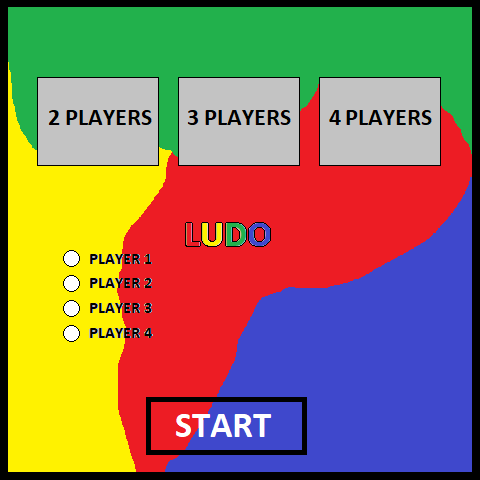 2 PLAYERS 3 PLAYERS 4 PLAYERS
LUDO
PLAYER 1
PLAYER 2
PLAYER 3
PLAYER 4
START